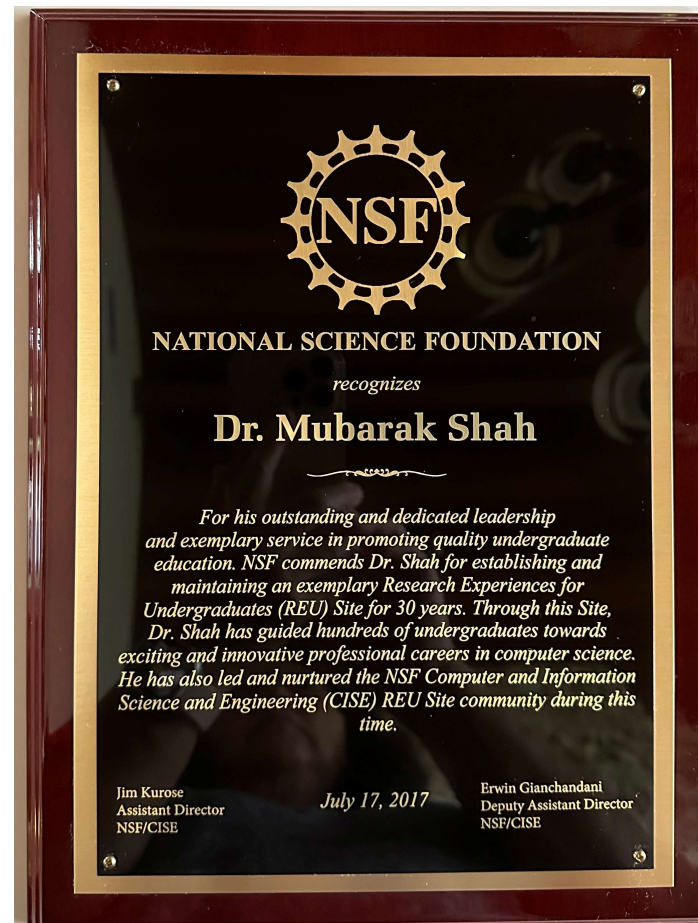 NSF
NATIONAL SCIENCE FOUNDATION
recognizes
Dr. Mubarak Shah
For his outstanding and dedicated leadership
and exemplary service in promoting quality undergraduate
education. NSF commends Dr. Shah for establishing and
maintaining an exemplary Research Experiences for
Undergraduates (REU) Site for 30 years. Through this Site,
Dr. Shah has guided hundreds of undergraduates towards
exciting and innovative professional careers in computer science.
He has also led and nurtured the NSF Computer and Information
Science and Engineering (CISE) REU Site community during this
time.
Jim Kurose
Assistant Director
NSF/CISE
July 17, 2017
Erwin Gianchandani
Deputy Assistant Director
NSF/CISE